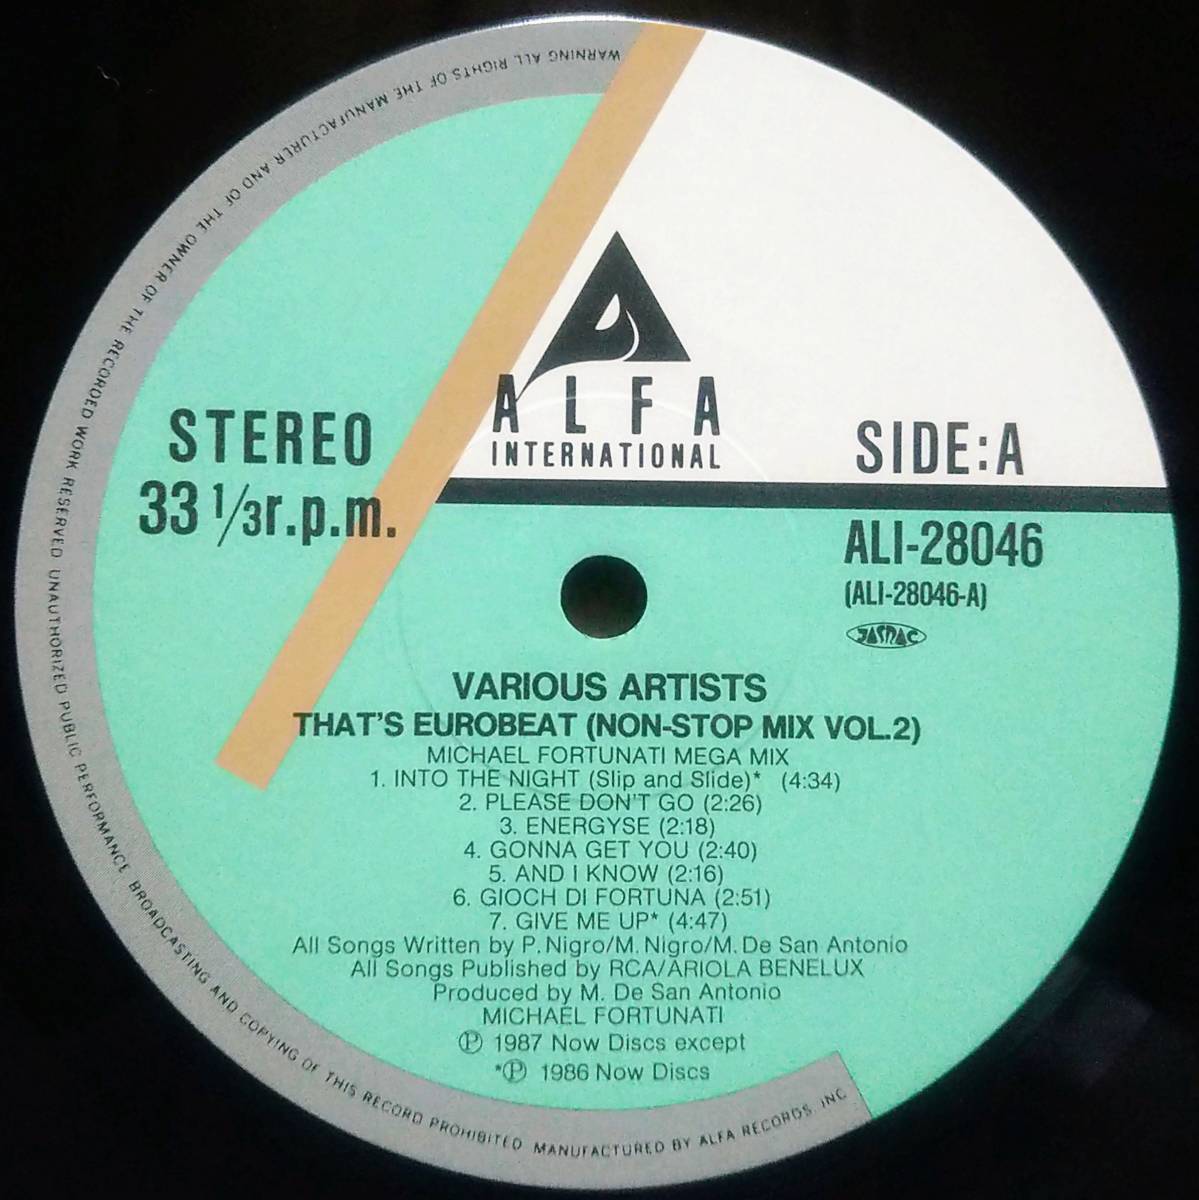 WARNING ALL RIGHTS OF THE MANUFACTURER AND OF THE OWNER OF THE RECORDED WORK RESERVED UNAUTHORIZED PUBLIC PERFORMANCE BROADCASTING AND COPYING OF THIS RECORD PROHIBITED MANUFACTURED BY ALFA RECORDS, INC
ALFA
INTERNATIONAL
STEREO
33 1/3r.p.m.
SIDE:A
ALI-28046
(ALI-28046-A)
JASRAC
VARIOUS ARTISTS
THAT'S EUROBEAT (NON-STOP MIX VOL.2)
MICHAEL FORTUNATI MEGA MIX
1. INTO THE NIGHT (Slip and Slide)* (4:34)
2. PLEASE DON'T GO (2:26)
3. ENERGYSE (2:18)
4. GONNA GET YOU (2:40)
5. AND I KNOW (2:16)
6. GIOCH DI FORTUNA (2:51)
7. GIVE ME UP* (4:47)
All Songs Written by P. Nigro/M. Nigro/M. De San Antonio
All Songs Published by RCA/ARIOLA BENELUX
Produced by M. De San Antonio
MICHAEL FORTUNATI
Ⓟ 1987 Now Discs except
*Ⓟ 1986 Now Discs